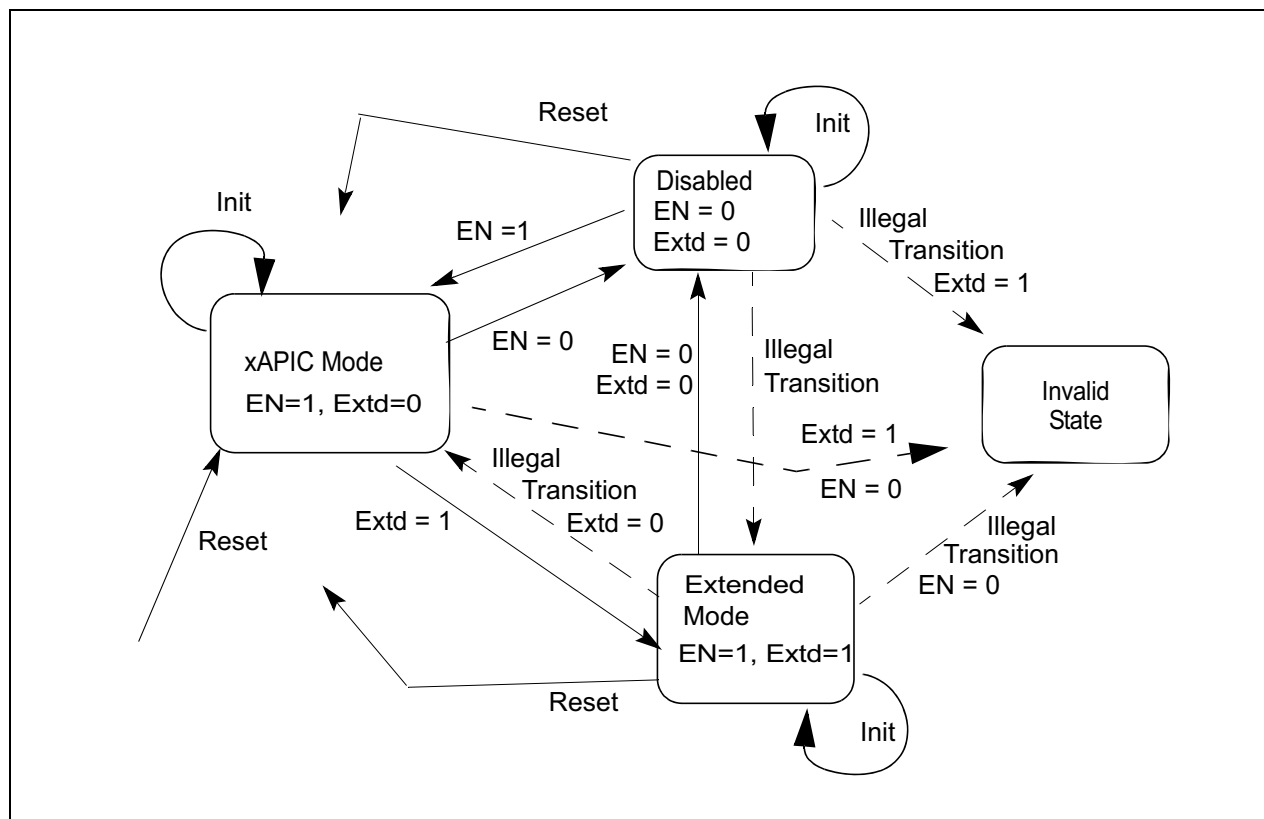 Reset
Init
Disabled
EN = 0
Extd = 0
Init
EN =1
Illegal
Transition
Extd = 1
xAPIC Mode
EN=1, Extd=0
EN = 0
EN = 0
Extd = 0
Illegal
Transition
Invalid
State
Extd = 1
EN = 0
Illegal
Transition
Extd = 0
Extd = 1
Reset
Illegal
Transition
EN = 0
Extended
Mode
EN=1, Extd=1
Reset
Init